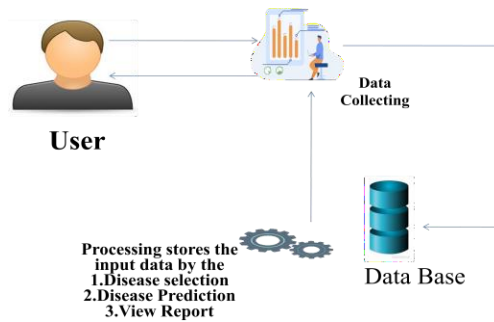 Data
Collecting
User
Data Base
Processing stores the
input data by the
1.Disease selection
2.Disease Prediction
3.View Report